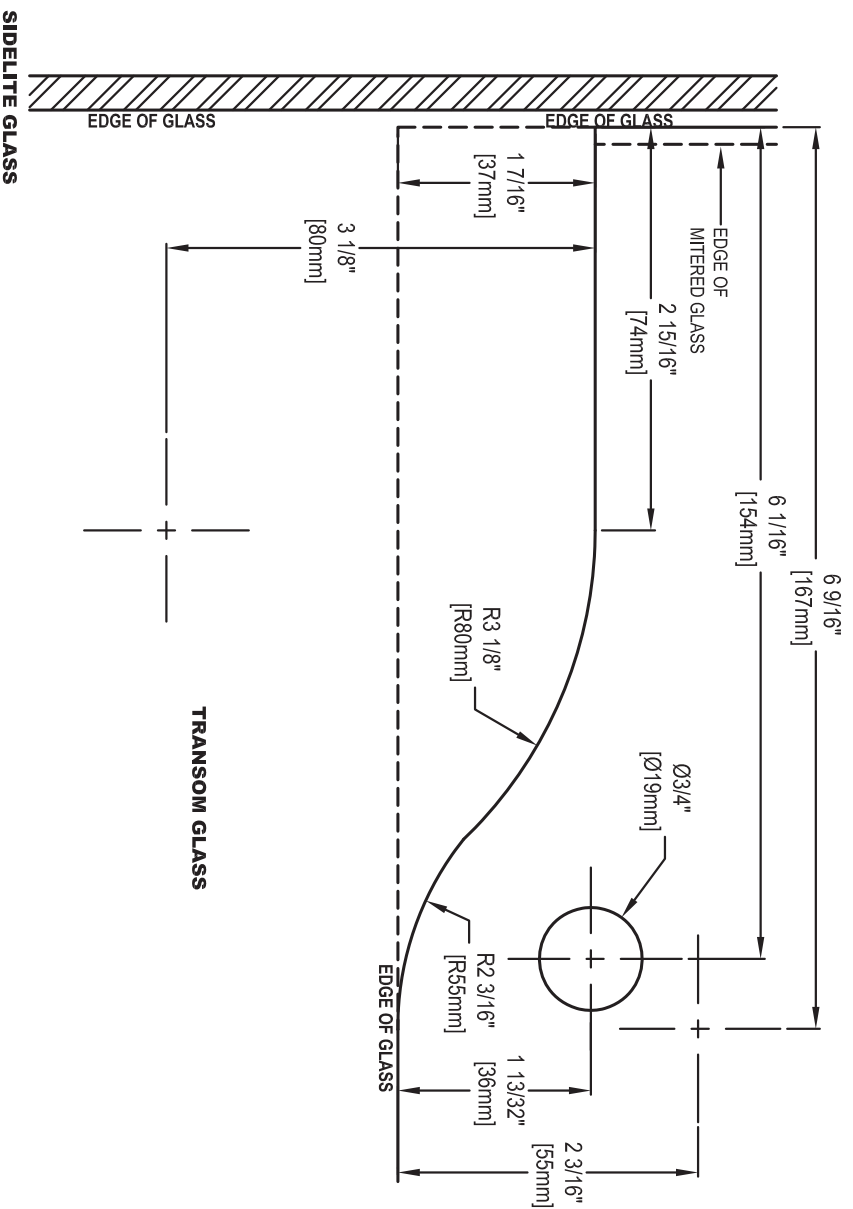 SIDELITE GLASS
EDGE OF GLASS
EDGE OF GLASS
1 7/16"
[37mm]
3 1/8"
[80mm]
EDGE OF
MITERED GLASS
2 15/16"
[74mm]
6 1/16"
[154mm]
6 9/16"
[167mm]
R3 1/8"
[R80mm]
Ø3/4"
[Ø19mm]
TRANSOM GLASS
R2 3/16"
[R55mm]
EDGE OF GLASS
1 13/32"
[36mm]
2 3/16"
[55mm]